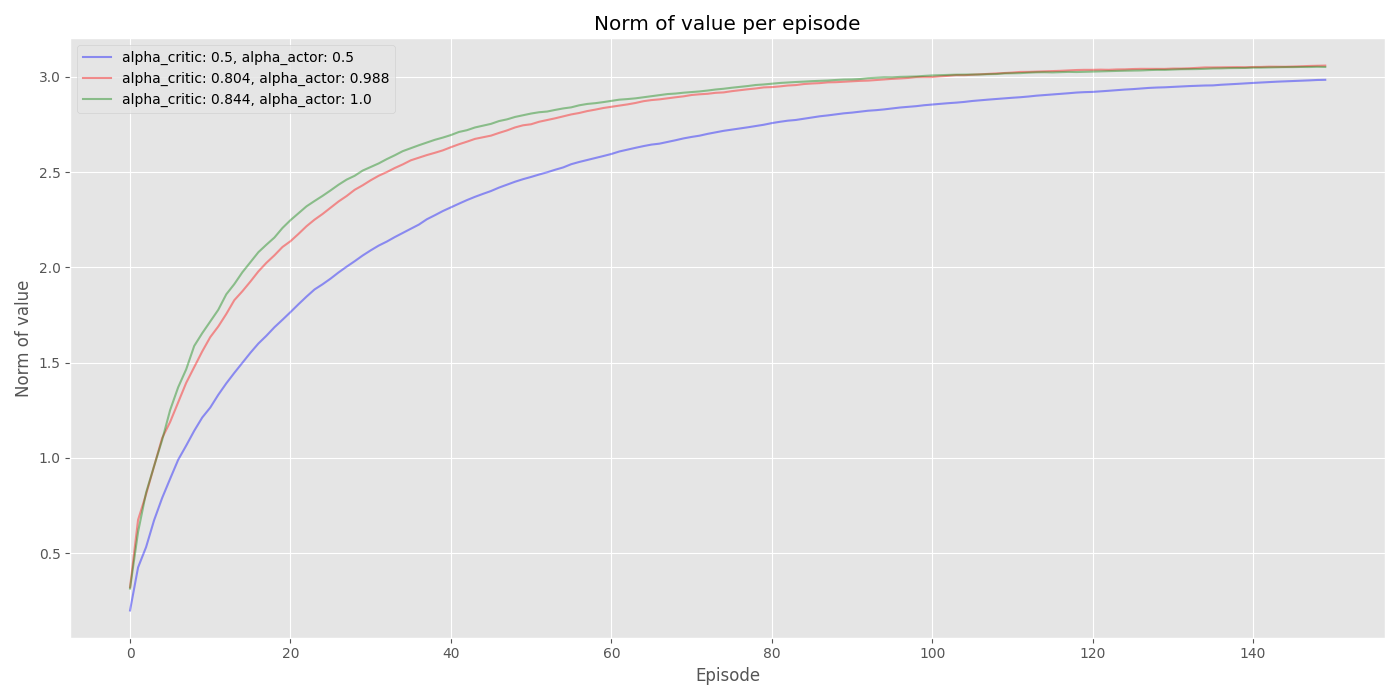 Norm of value per episode
alpha_critic: 0.5, alpha_actor: 0.5
alpha_critic: 0.804, alpha_actor: 0.988
alpha_critic: 0.844, alpha_actor: 1.0
3.0
2.5
2.0
1.5
1.0
0.5
Norm of value
0 20 40 60 80 100 120 140
Episode